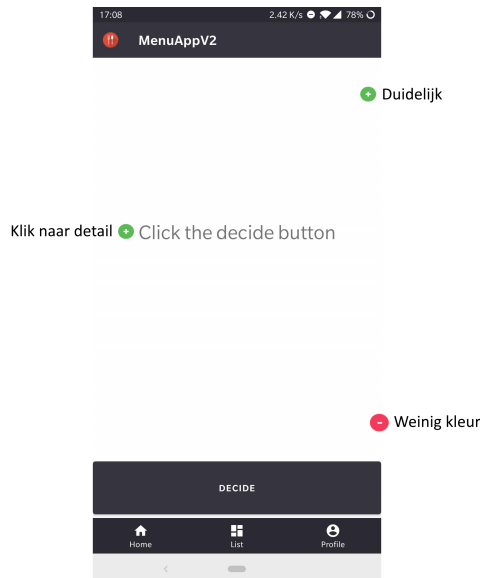 17:08 2.42 K/s 78%
MenuAppV2
Duidelijk
Klik naar detail
Click the decide button
Weinig kleur
DECIDE
Home List Profile